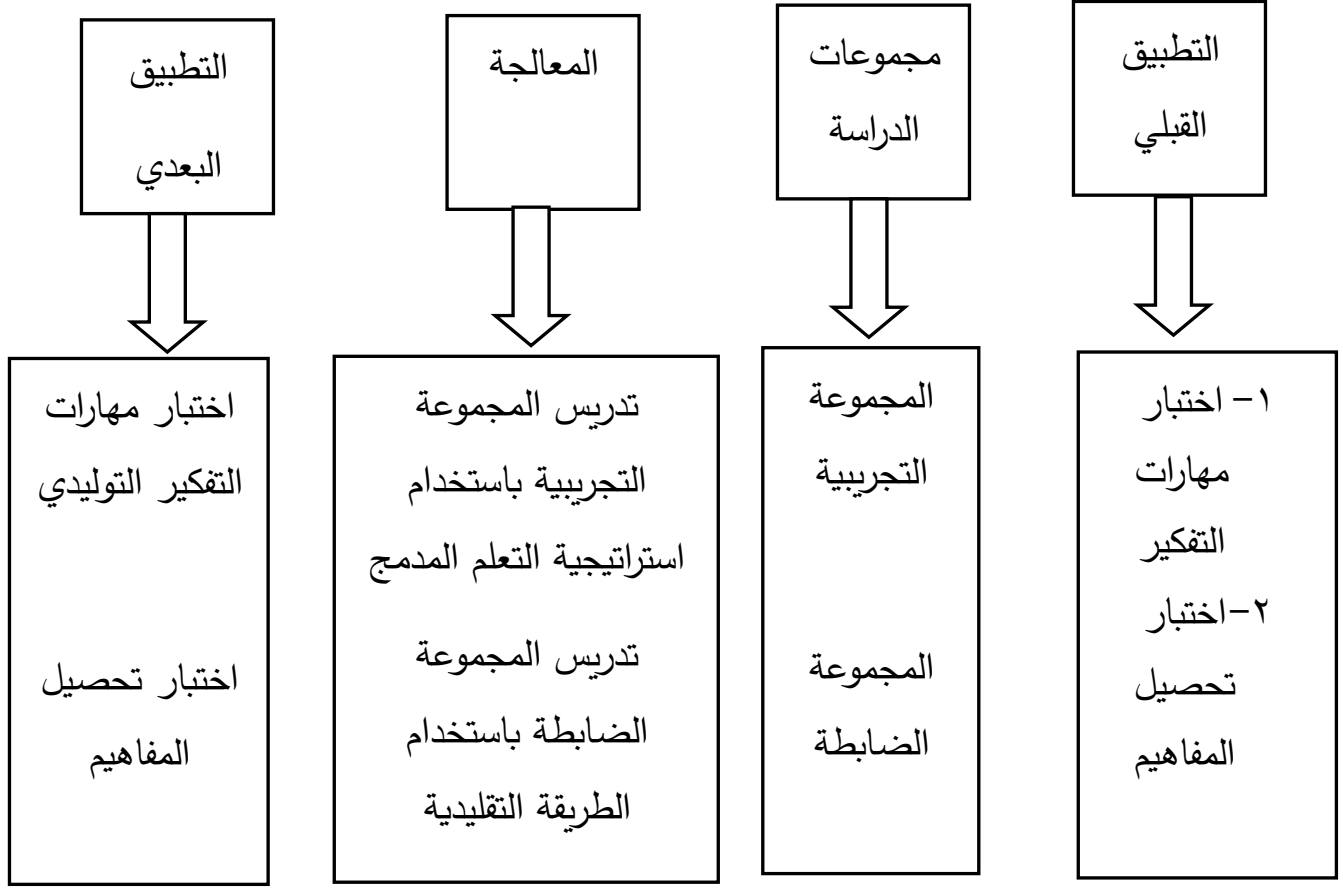 التطبيق
القبلي
مجموعات
الدراسة
المعالجة
التطبيق
البعدي
١- اختبار
مهارات
التفكير
٢-اختبار
تحصيل
المفاهيم
المجموعة
التجريبية
المجموعة
الضابطة
تدريس المجموعة
التجريبية باستخدام
استراتيجية التعلم المدمج
تدريس المجموعة
الضابطة باستخدام
الطريقة التقليدية
اختبار مهارات
التفكير التوليدي
اختبار تحصيل
المفاهيم